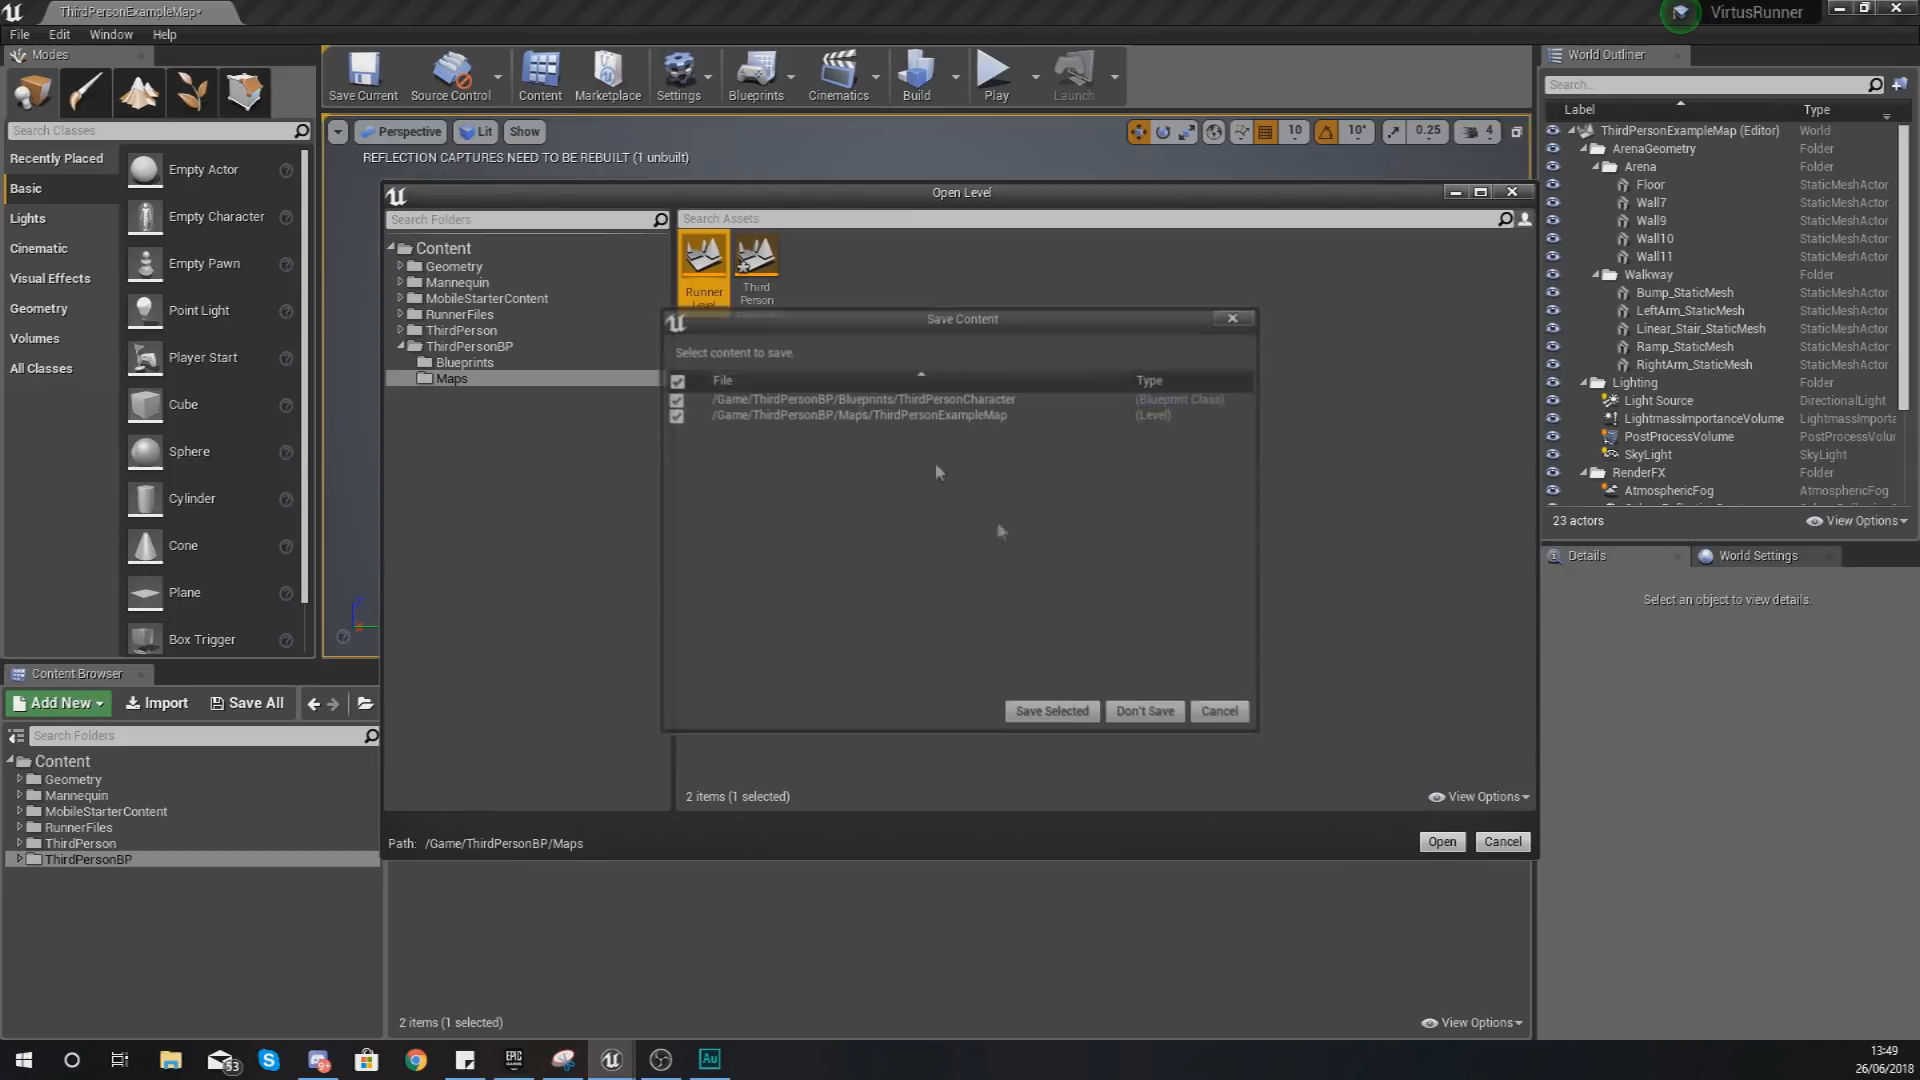 ThirdPersonExampleMap*
VirtusRunner
File Edit Window Help
Modes
World Outliner
Save Current
Source Control
Content
Marketplace
Settings
Blueprints
Cinematics
Build
Play
Launch
Search...
Label Type
Search Classes
Perspective Lit Show
10 10° 0.25 4
REFLECTION CAPTURES NEED TO BE REBUILT (1 unbuilt)
Recently Placed
Basic
Lights
Cinematic
Visual Effects
Geometry
Volumes
All Classes
Empty Actor
Empty Character
Empty Pawn
Point Light
Player Start
Cube
Sphere
Cylinder
Cone
Plane
Box Trigger
Open Level
Search Folders
Search Assets
Content
Geometry
Mannequin
MobileStarterContent
RunnerFiles
ThirdPerson
ThirdPersonBP
Blueprints
Maps
Runner
Level
Third
Person
Save Content
Select content to save.
File Type
/Game/ThirdPersonBP/Blueprints/ThirdPersonCharacter (Blueprint Class)
/Game/ThirdPersonBP/Maps/ThirdPersonExampleMap (Level)
Save Selected Don't Save Cancel
2 items (1 selected)
View Options
Path: /Game/ThirdPersonBP/Maps
Open Cancel
ThirdPersonExampleMap (Editor) World
ArenaGeometry Folder
Arena Folder
Floor StaticMeshActor
Wall7 StaticMeshActor
Wall9 StaticMeshActor
Wall10 StaticMeshActor
Wall11 StaticMeshActor
Walkway Folder
Bump_StaticMesh StaticMeshActor
LeftArm_StaticMesh StaticMeshActor
Linear_Stair_StaticMesh StaticMeshActor
Ramp_StaticMesh StaticMeshActor
RightArm_StaticMesh StaticMeshActor
Lighting Folder
Light Source DirectionalLight
LightmassImportanceVolume LightmassImporta
PostProcessVolume PostProcessVolur
SkyLight SkyLight
RenderFX Folder
AtmosphericFog AtmosphericFog
23 actors
View Options
Details
World Settings
Select an object to view details.
Content Browser
Add New Import Save All
Search Folders
Content
Geometry
Mannequin
MobileStarterContent
RunnerFiles
ThirdPerson
ThirdPersonBP
2 items (1 selected)
View Options
53
9+
EPIC
GAMES
Au
13:49
26/06/2018